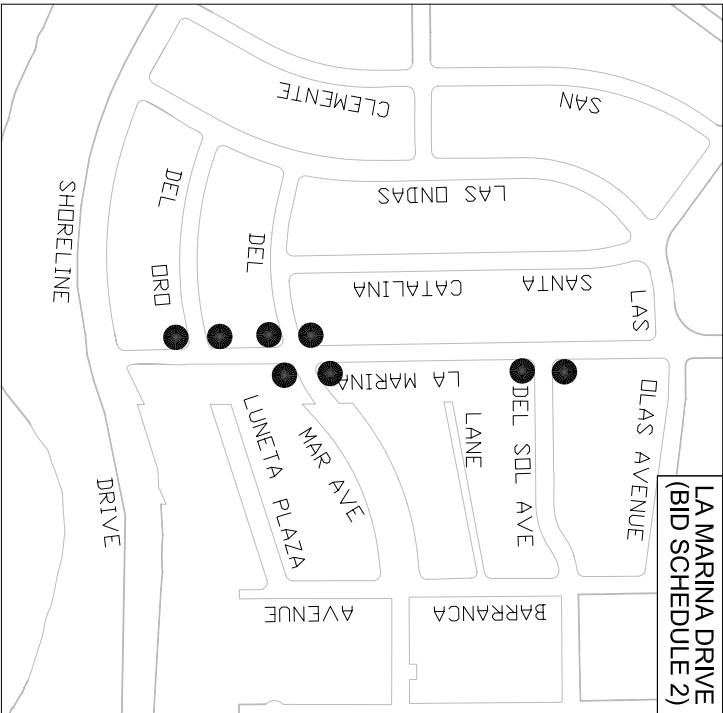 LA MARINA DRIVE
(BID SCHEDULE 2)
SAN
CLEMENTE
LAS ONDAS
SANTA
CATALINA
LAS
OLAS AVENUE
DEL
ORO
DEL
MAR AVE
SHORELINE
DRIVE
LA MARINA
LUNETA PLAZA
LANE
DEL SOL AVE
BARRANCA
AVENUE